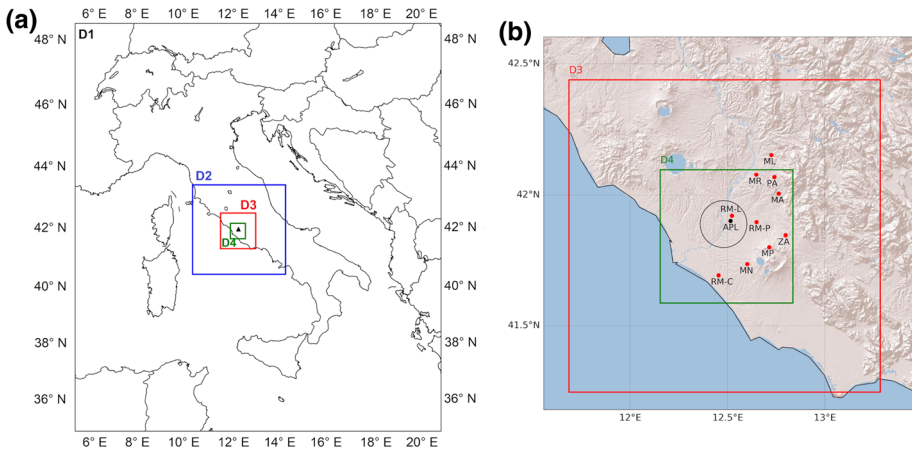 (a)
6° E 8° E 10° E 12° E 14° E 16° E 18° E 20° E
D1
48° N 48° N
46° N 46° N
44° N 44° N
D2
D3
42° N 42° N
D4
40° N 40° N
38° N 38° N
36° N 36° N
6° E 8° E 10° E 12° E 14° E 16° E 18° E 20° E
(b)
42.5°N
D3
D4
ML
MR PA
42°N
MA
RM-L
APL
RM-P
ZA
MP
MN
RM-C
41.5°N
12°E 12.5°E 13°E